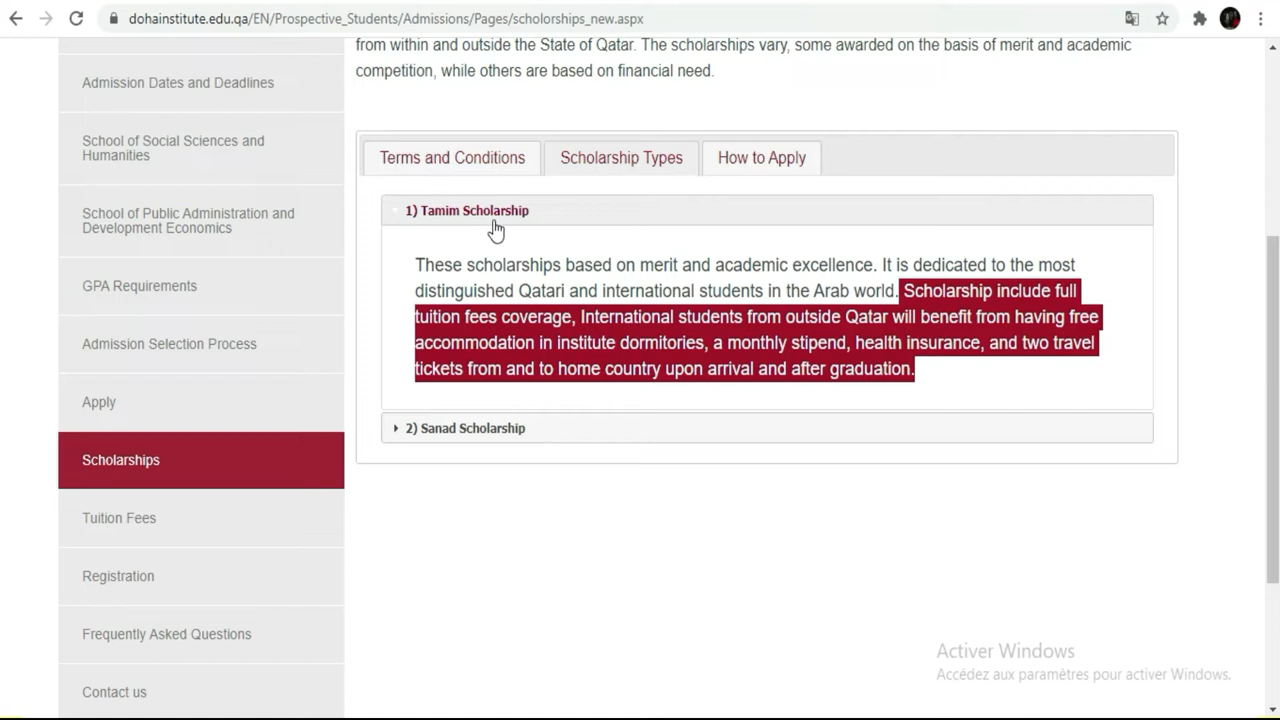 dohainstitute.edu.qa/EN/Prospective_Students/Admissions/Pages/scholorships_new.aspx
from within and outside the State of Qatar. The scholarships vary, some awarded on the basis of merit and academic
competition, while others are based on financial need.
Admission Dates and Deadlines
School of Social Sciences and
Humanities
School of Public Administration and
Development Economics
GPA Requirements
Admission Selection Process
Apply
Scholarships
Tuition Fees
Registration
Frequently Asked Questions
Contact us
Terms and Conditions
Scholarship Types
How to Apply
1) Tamim Scholarship
These scholarships based on merit and academic excellence. It is dedicated to the most
distinguished Qatari and international students in the Arab world. Scholarship include full
tuition fees coverage, International students from outside Qatar will benefit from having free
accommodation in institute dormitories, a monthly stipend, health insurance, and two travel
tickets from and to home country upon arrival and after graduation.
2) Sanad Scholarship
Activer Windows
Accédez aux paramètres pour activer Windows.